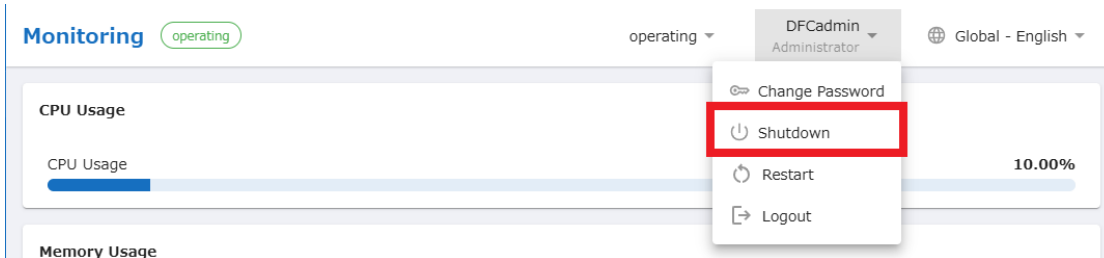 Monitoring operating operating DFCadmin Global - English
Administrator
Change Password
CPU Usage
Shutdown
CPU Usage 10.00%
Restart
Logout
Memory Usage